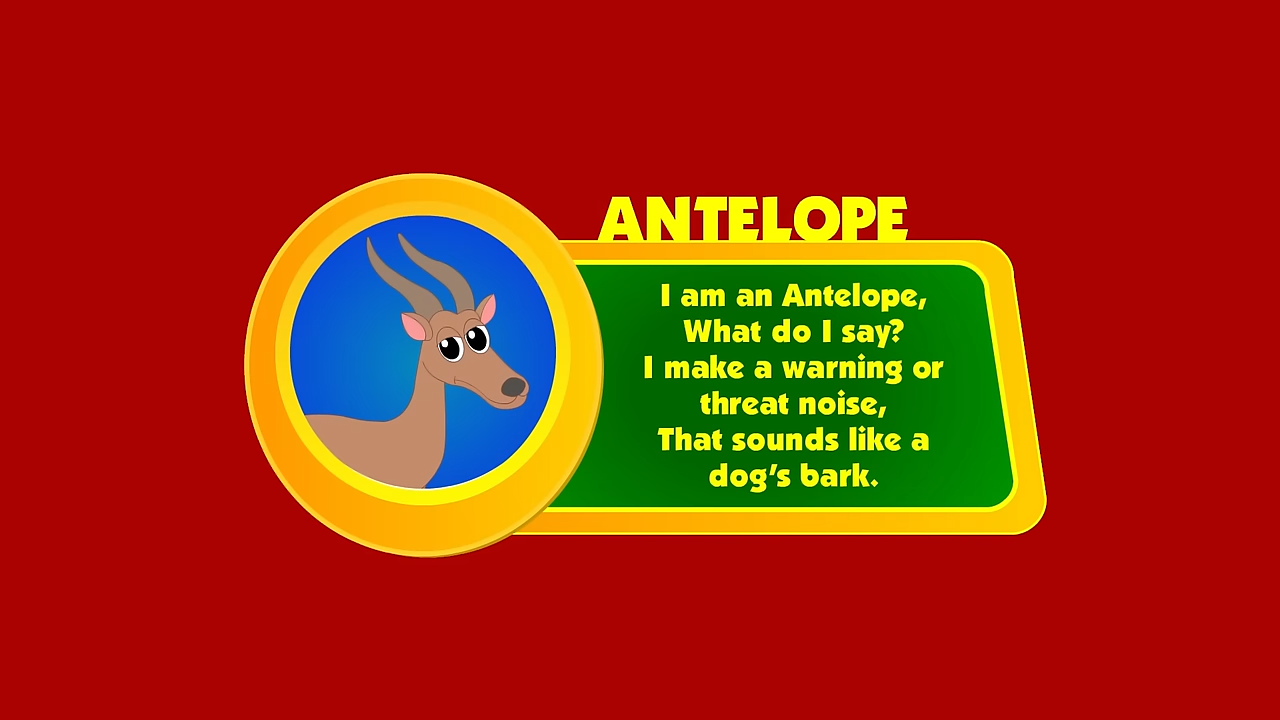 ANTELOPE
I am an Antelope,
What do I say?
I make a warning or
threat noise,
That sounds like a
dog's bark.